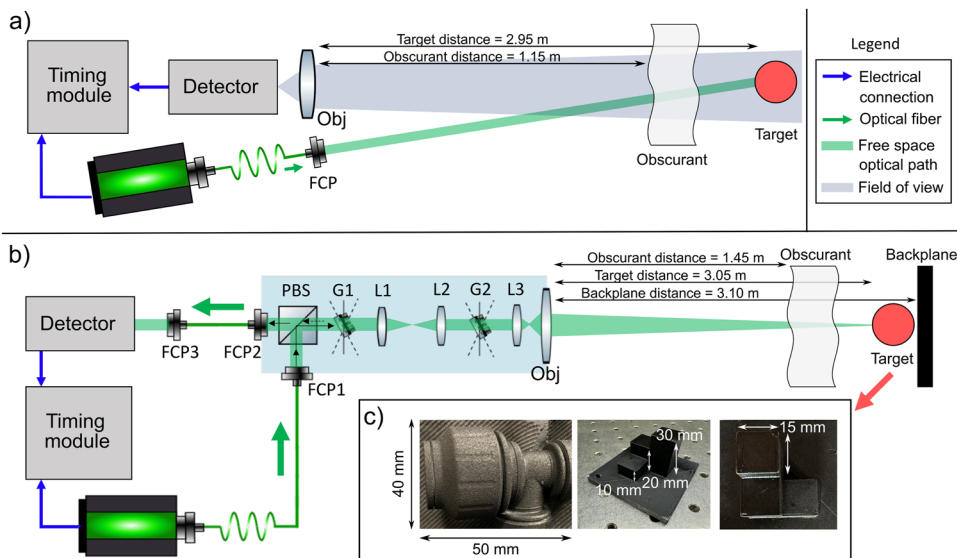 a)
Target distance = 2.95 m
Obscurant distance = 1.15 m
Timing
module
Detector
Obj
FCP
Obscurant
Target
Legend
Electrical
connection
Optical fiber
Free space
optical path
Field of view
b)
Obscurant
Backplane
Obscurant distance = 1.45 m
Target distance = 3.05 m
Backplane distance = 3.10 m
PBS
G1
L1
L2
G2
L3
Detector
FCP3
FCP2
FCP1
Obj
Target
Timing
module
c)
40 mm
50 mm
30 mm
10 mm
20 mm
15 mm